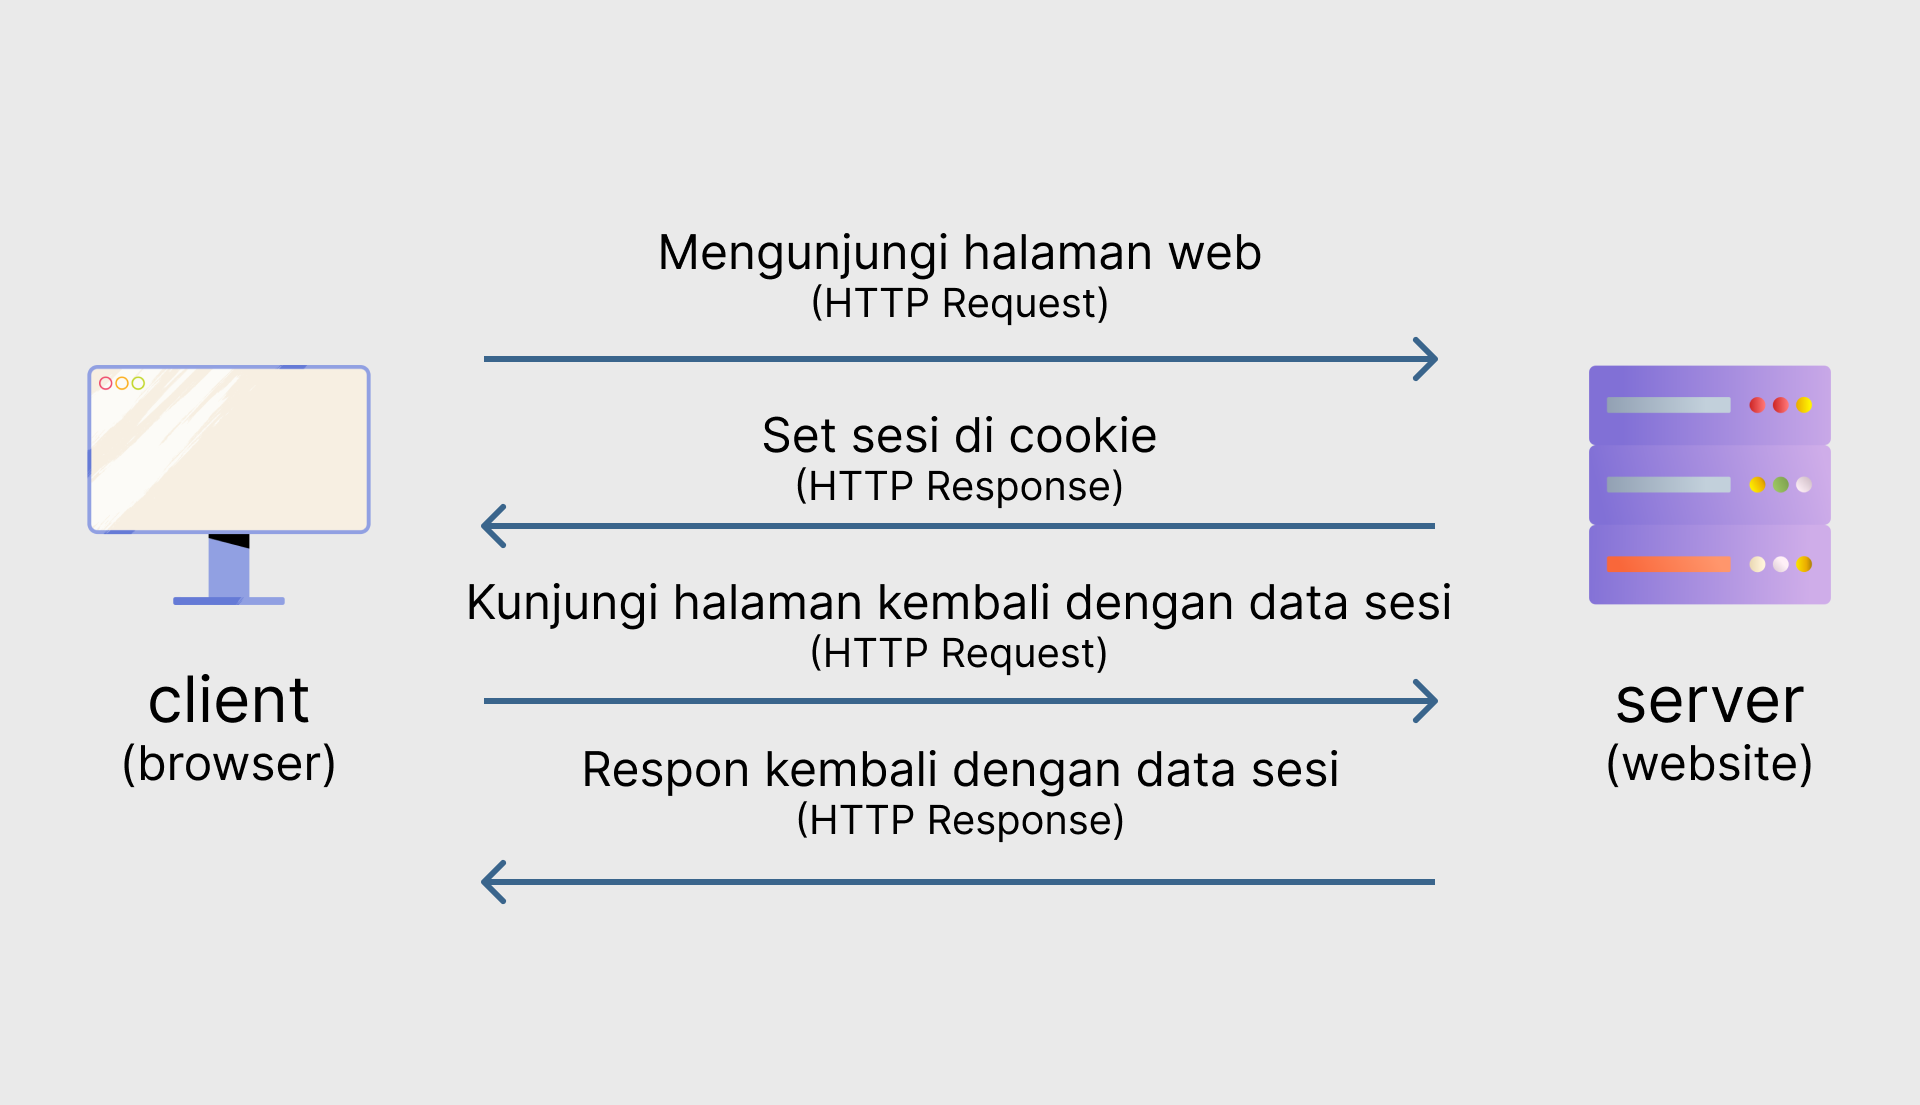 Mengunjungi halaman web
(HTTP Request)
Set sesi di cookie
(HTTP Response)
Kunjungi halaman kembali dengan data sesi
(HTTP Request)
Respon kembali dengan data sesi
(HTTP Response)
client
(browser)
server
(website)